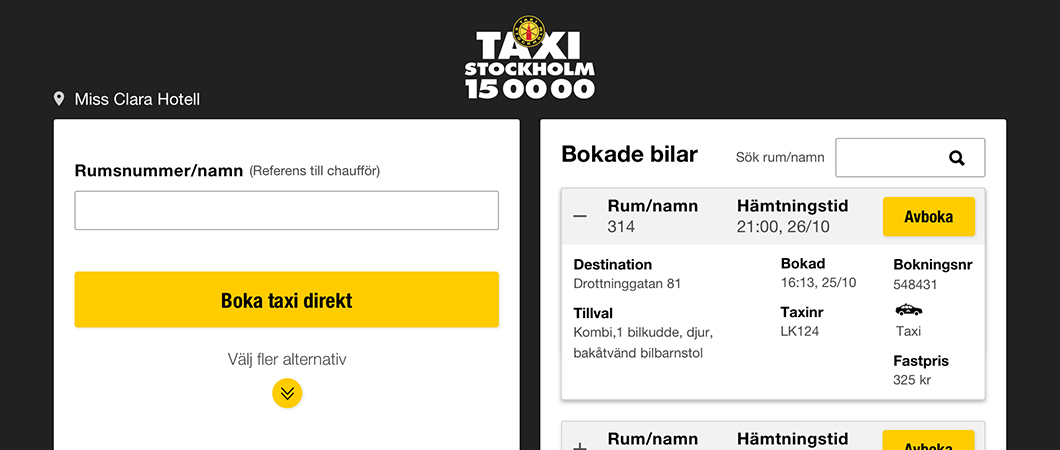 TAXI
STOCKHOLM
15 00 00
Miss Clara Hotell
Rumsnummer/namn (Referens till chaufför)
Boka taxi direkt
Välj fler alternativ
Bokade bilar
Sök rum/namn
Rum/namn
314
Hämtningstid
21:00, 26/10
Avboka
Destination
Drottninggatan 81
Bokad
16:13, 25/10
Bokningsnr
548431
Tillval
Kombi,1 bilkudde, djur,
bakåtvänd bilbarnstol
Taxinr
LK124
Taxi
Fastpris
325 kr
Rum/namn
Hämtningstid
Avboka